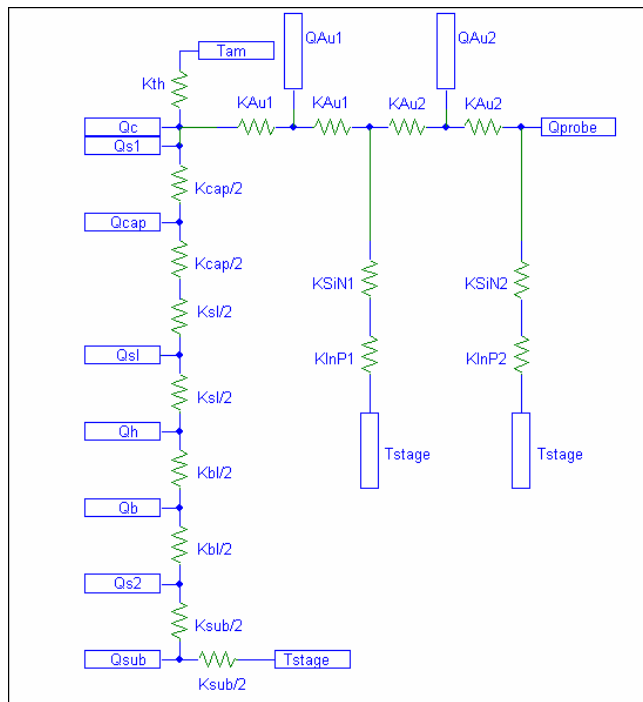 QAu1
QAu2
Tam
Kth
KAu1
KAu1
KAu2
KAu2
Qc
Qprobe
Qs1
Kcap/2
Qcap
Kcap/2
KSiN1
KSiN2
Ksl/2
KInP1
KInP2
Qsl
Ksl/2
Qh
Tstage
Tstage
Kbl/2
Qb
Kbl/2
Qs2
Ksub/2
Qsub
Tstage
Ksub/2